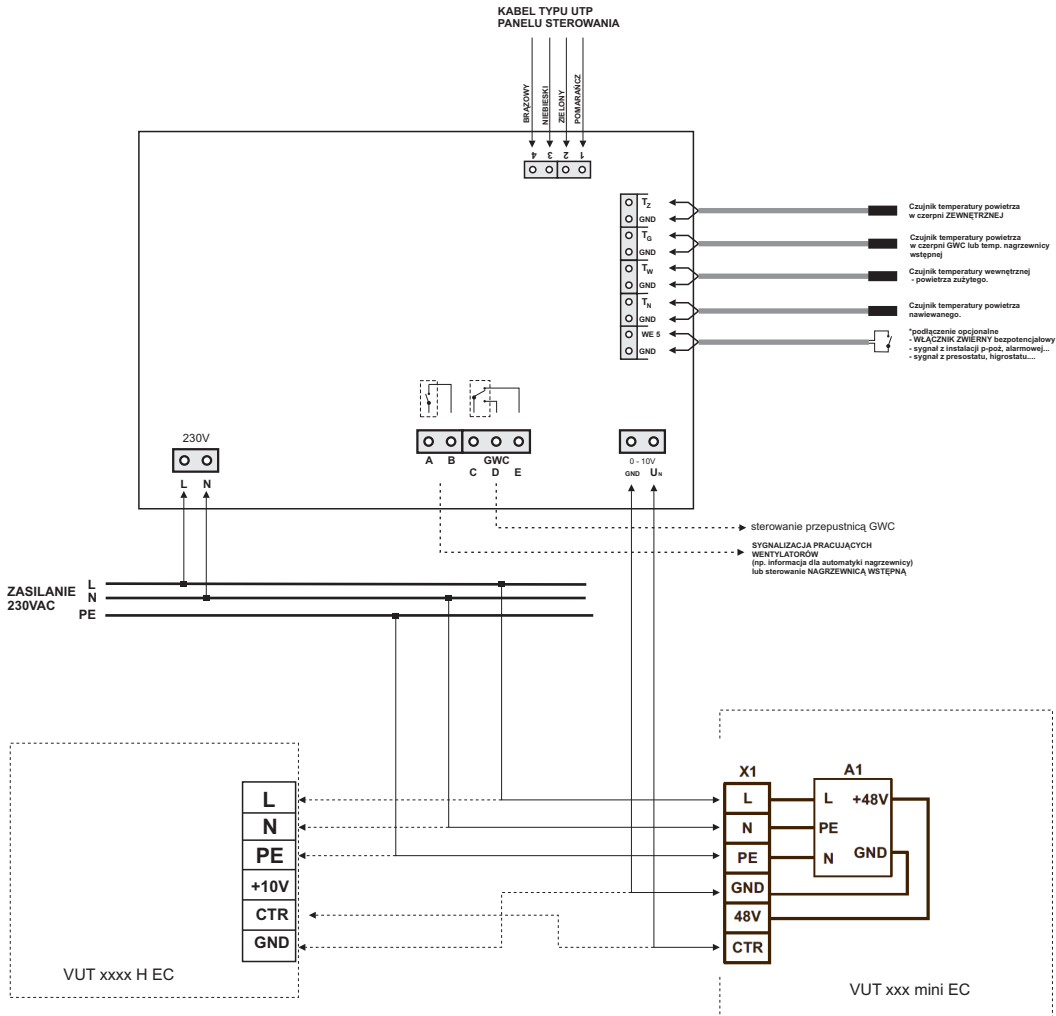 KABEL TYPU UTP
PANELU STEROWANIA
BRĄZOWY
NIEBIESKI
ZIELONY
POMARAŃCZ
4 3 2 1
TZ
GND
TG
GND
TW
GND
TN
GND
WE 5
GND
Czujnik temperatury powietrza
w czerpni ZEWNĘTRZNEJ
Czujnik temperatury powietrza
w czerpni GWC lub temp. nagrzewnicy
wstępnej
Czujnik temperatury wewnętrznej
- powietrza zużytego.
Czujnik temperatury powietrza
nawiewanego.
*podłączenie opcjonalne
- WŁĄCZNIK ZWIERNY bezpotencjałowy
- sygnał z instalacji p-poż, alarmowej...
- sygnał z presostatu, higrostatu....
230V
L N
A B GWC
C D E
0 - 10V
GND UN
sterowanie przepustnicą GWC
SYGNALIZACJA PRACUJĄCYCH
WENTYLATORÓW
(np. informacja dla automatyki nagrzewnicy)
lub sterowanie NAGRZEWNICĄ WSTĘPNĄ
ZASILANIE
230VAC
L
N
PE
L
N
PE
+10V
CTR
GND
VUT xxxx H EC
X1
L
N
PE
GND
48V
CTR
A1
L +48V
PE
N GND
VUT xxx mini EC